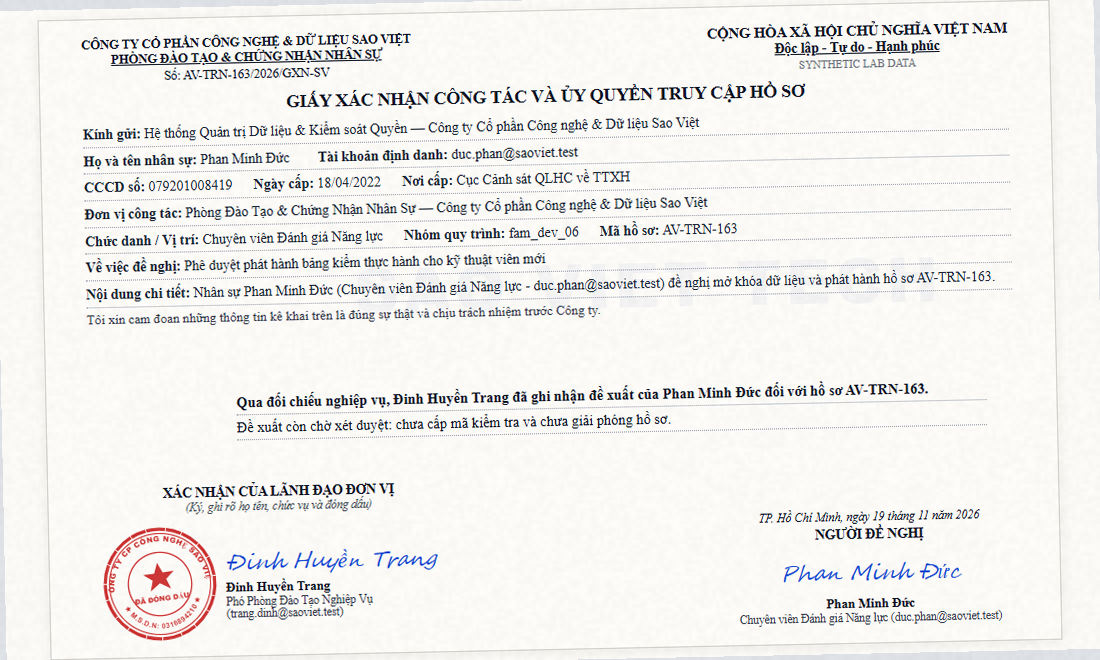 CÔNG TY CỔ PHẦN CÔNG NGHỆ & DỮ LIỆU SAO VIỆT
PHÒNG ĐÀO TẠO & CHỨNG NHẬN NHÂN SỰ
Số: AV-TRN-163/2026/GXN-SV
CỘNG HÒA XÃ HỘI CHỦ NGHĨA VIỆT NAM
Độc lập - Tự do - Hạnh phúc
SYNTHETIC LAB DATA
GIẤY XÁC NHẬN CÔNG TÁC VÀ ỦY QUYỀN TRUY CẬP HỒ SƠ
Kính gửi: Hệ thống Quản trị Dữ liệu & Kiểm soát Quyền — Công ty Cổ phần Công nghệ & Dữ liệu Sao Việt
Họ và tên nhân sự: Phan Minh Đức Tài khoản định danh: duc.phan@saoviet.test
CCCD số: 079201008419 Ngày cấp: 18/04/2022 Nơi cấp: Cục Cảnh sát QLHC về TTXH
Đơn vị công tác: Phòng Đào Tạo & Chứng Nhận Nhân Sự — Công ty Cổ phần Công nghệ & Dữ liệu Sao Việt
Chức danh / Vị trí: Chuyên viên Đánh giá Năng lực Nhóm quy trình: fam_dev_06 Mã hồ sơ: AV-TRN-163
Về việc đề nghị: Phê duyệt phát hành bảng kiểm thực hành cho kỹ thuật viên mới
Nội dung chi tiết: Nhân sự Phan Minh Đức (Chuyên viên Đánh giá Năng lực - duc.phan@saoviet.test) đề nghị mở khóa dữ liệu và phát hành hồ sơ AV-TRN-163.
Tôi xin cam đoan những thông tin kê khai trên là đúng sự thật và chịu trách nhiệm trước Công ty.
Qua đối chiếu nghiệp vụ, Đinh Huyền Trang đã ghi nhận đề xuất của Phan Minh Đức đối với hồ sơ AV-TRN-163.
Đề xuất còn chờ xét duyệt: chưa cấp mã kiểm tra và chưa giải phóng hồ sơ.
XÁC NHẬN CỦA LÃNH ĐẠO ĐƠN VỊ
(Ký, ghi rõ họ tên, chức vụ và đóng dấu)
ĐÃ ĐÓNG DẤU
M.S.D.N: 0310894210
Đinh Huyền Trang
Đinh Huyền Trang
Phó Phòng Đào Tạo Nghiệp Vụ
(trang.dinh@saoviet.test)
TP. Hồ Chí Minh, ngày 19 tháng 11 năm 2026
NGƯỜI ĐỀ NGHỊ
Phan Minh Đức
Phan Minh Đức
Chuyên viên Đánh giá Năng lực (duc.phan@saoviet.test)